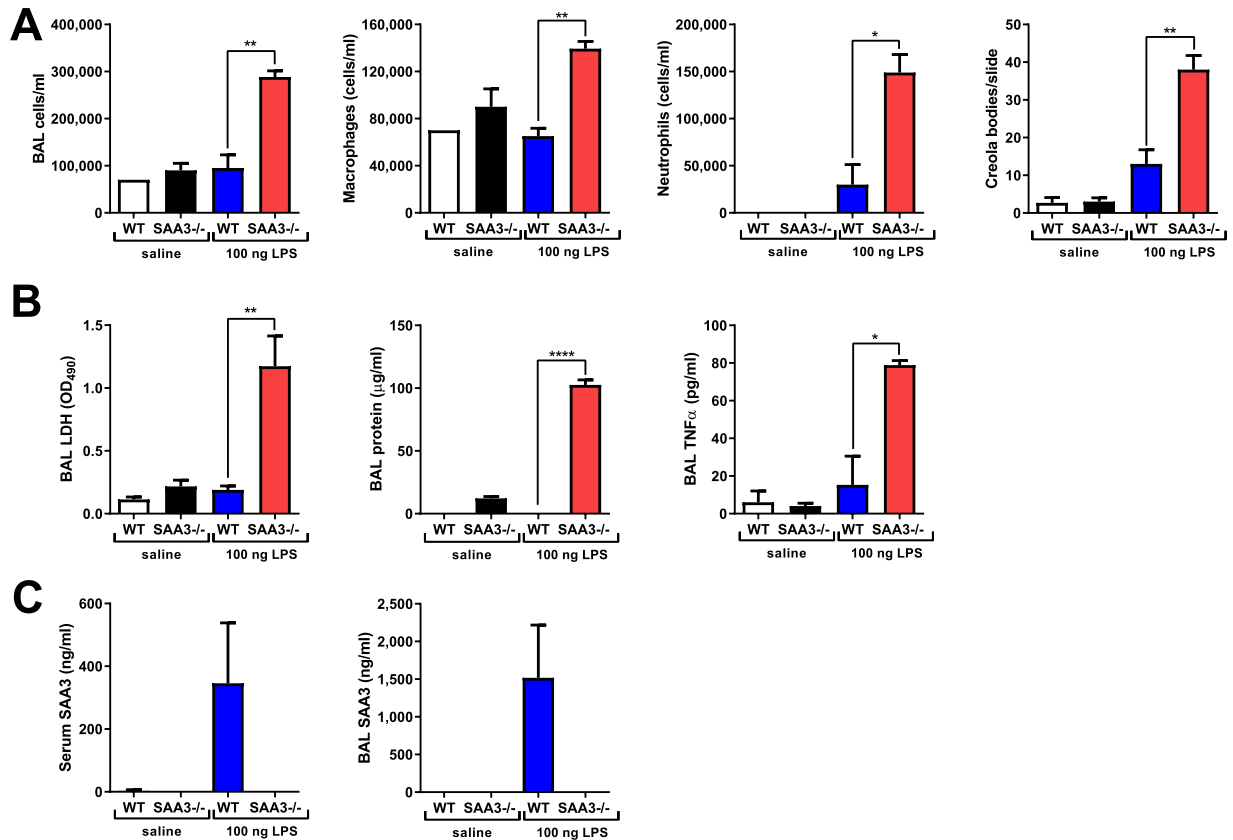 A
BAL cells/ml
400,000
300,000
200,000
100,000
0
**
WT SAA3-/- WT SAA3-/-
saline 100 ng LPS
Macrophages (cells/ml)
160,000
120,000
80,000
40,000
0
**
WT SAA3-/- WT SAA3-/-
saline 100 ng LPS
Neutrophils (cells/ml)
200,000
150,000
100,000
50,000
0
*
WT SAA3-/- WT SAA3-/-
saline 100 ng LPS
Creola bodies/slide
50
40
30
20
10
0
**
WT SAA3-/- WT SAA3-/-
saline 100 ng LPS
B
BAL LDH (OD490)
1.5
1.0
0.5
0.0
**
WT SAA3-/- WT SAA3-/-
saline 100 ng LPS
BAL protein (μg/ml)
150
100
50
0
****
WT SAA3-/- WT SAA3-/-
saline 100 ng LPS
BAL TNFα (pg/ml)
100
80
60
40
20
0
*
WT SAA3-/- WT SAA3-/-
saline 100 ng LPS
C
Serum SAA3 (ng/ml)
600
400
200
0
WT SAA3-/- WT SAA3-/-
saline 100 ng LPS
BAL SAA3 (ng/ml)
2,500
2,000
1,500
1,000
500
0
WT SAA3-/- WT SAA3-/-
saline 100 ng LPS